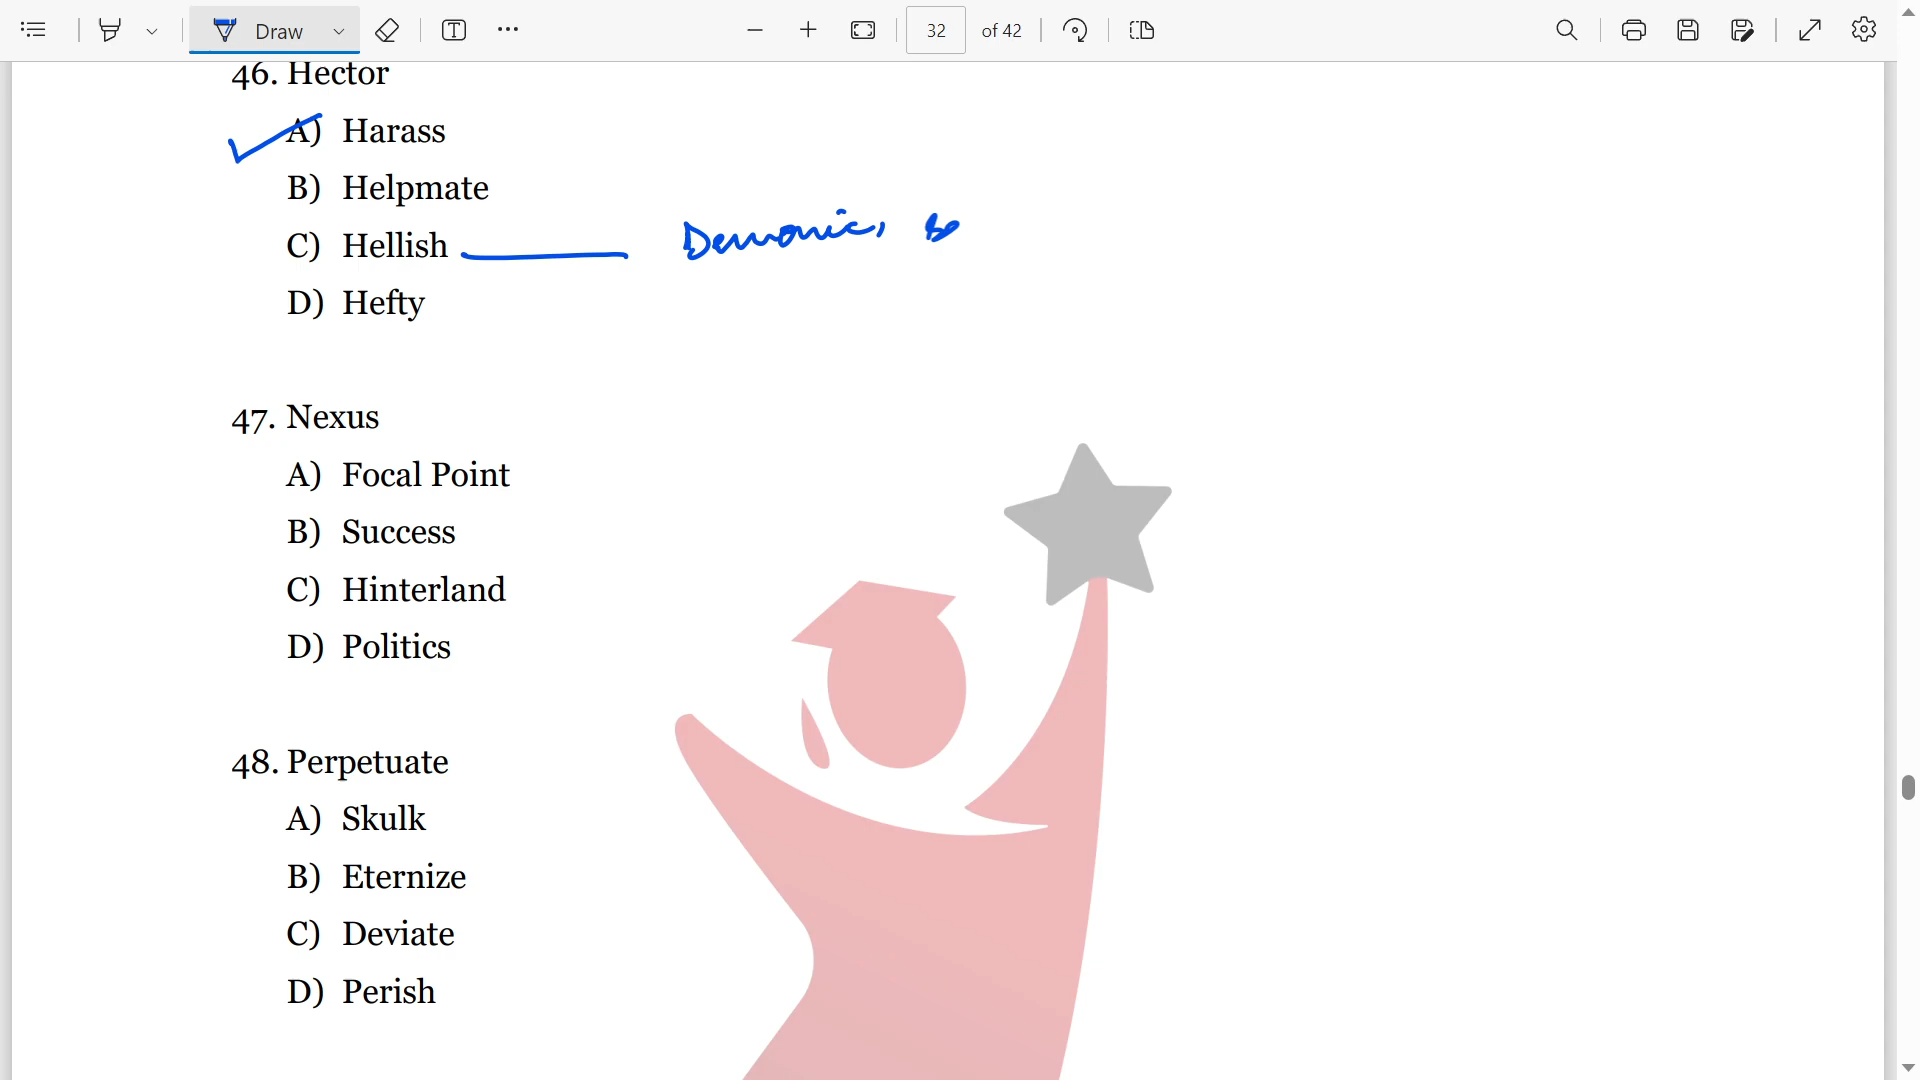 Draw
32 of 42
46. Hector
A) Harass
B) Helpmate
C) Hellish Demonic,
D) Hefty
47. Nexus
A) Focal Point
B) Success
C) Hinterland
D) Politics
48. Perpetuate
A) Skulk
B) Eternize
C) Deviate
D) Perish